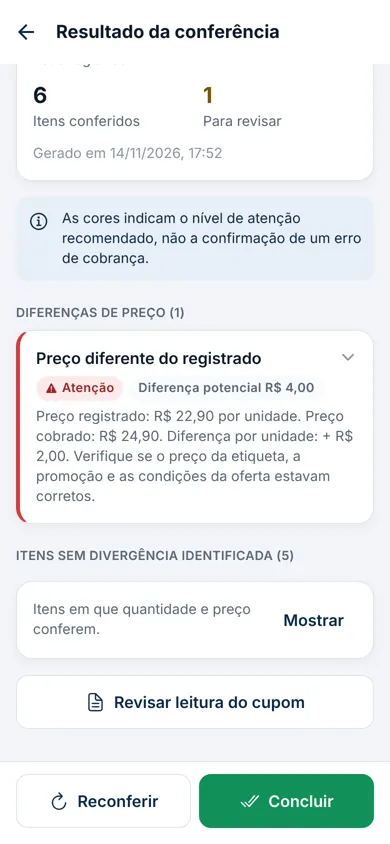 Resultado da conferência
6
1
Itens conferidos
Para revisar
Gerado em 14/11/2026, 17:52
As cores indicam o nível de atenção
recomendado, não a confirmação de um erro
de cobrança.
DIFERENÇAS DE PREÇO (1)
Preço diferente do registrado
Atenção
Diferença potencial R$ 4,00
Preço registrado: R$ 22,90 por unidade. Preço
cobrado: R$ 24,90. Diferença por unidade: + R$
2,00. Verifique se o preço da etiqueta, a
promoção e as condições da oferta estavam
corretos.
ITENS SEM DIVERGÊNCIA IDENTIFICADA (5)
Itens em que quantidade e preço
conferem.
Mostrar
Revisar leitura do cupom
Reconferir
Concluir